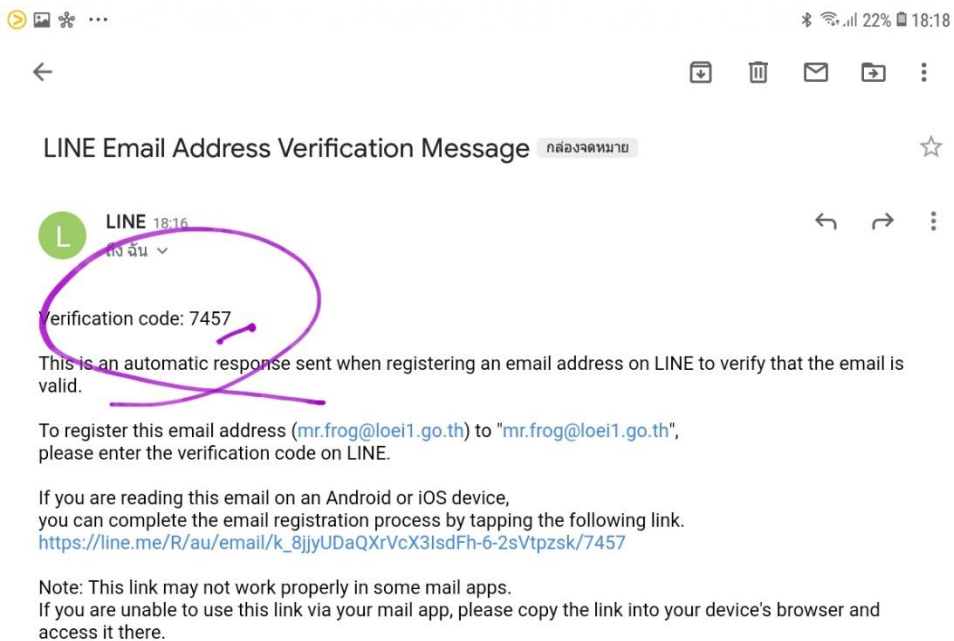 22% 18:18
LINE Email Address Verification Message กล่องจดหมาย
L
LINE 18:16
ถึง ฉัน
Verification code: 7457
This is an automatic response sent when registering an email address on LINE to verify that the email is
valid.
To register this email address (mr.frog@loei1.go.th) to "mr.frog@loei1.go.th",
please enter the verification code on LINE.
If you are reading this email on an Android or iOS device,
you can complete the email registration process by tapping the following link.
https://line.me/R/au/email/k_8jjyUDaQXrVcX3IsdFh-6-2sVtpzsk/7457
Note: This link may not work properly in some mail apps.
If you are unable to use this link via your mail app, please copy the link into your device's browser and
access it there.